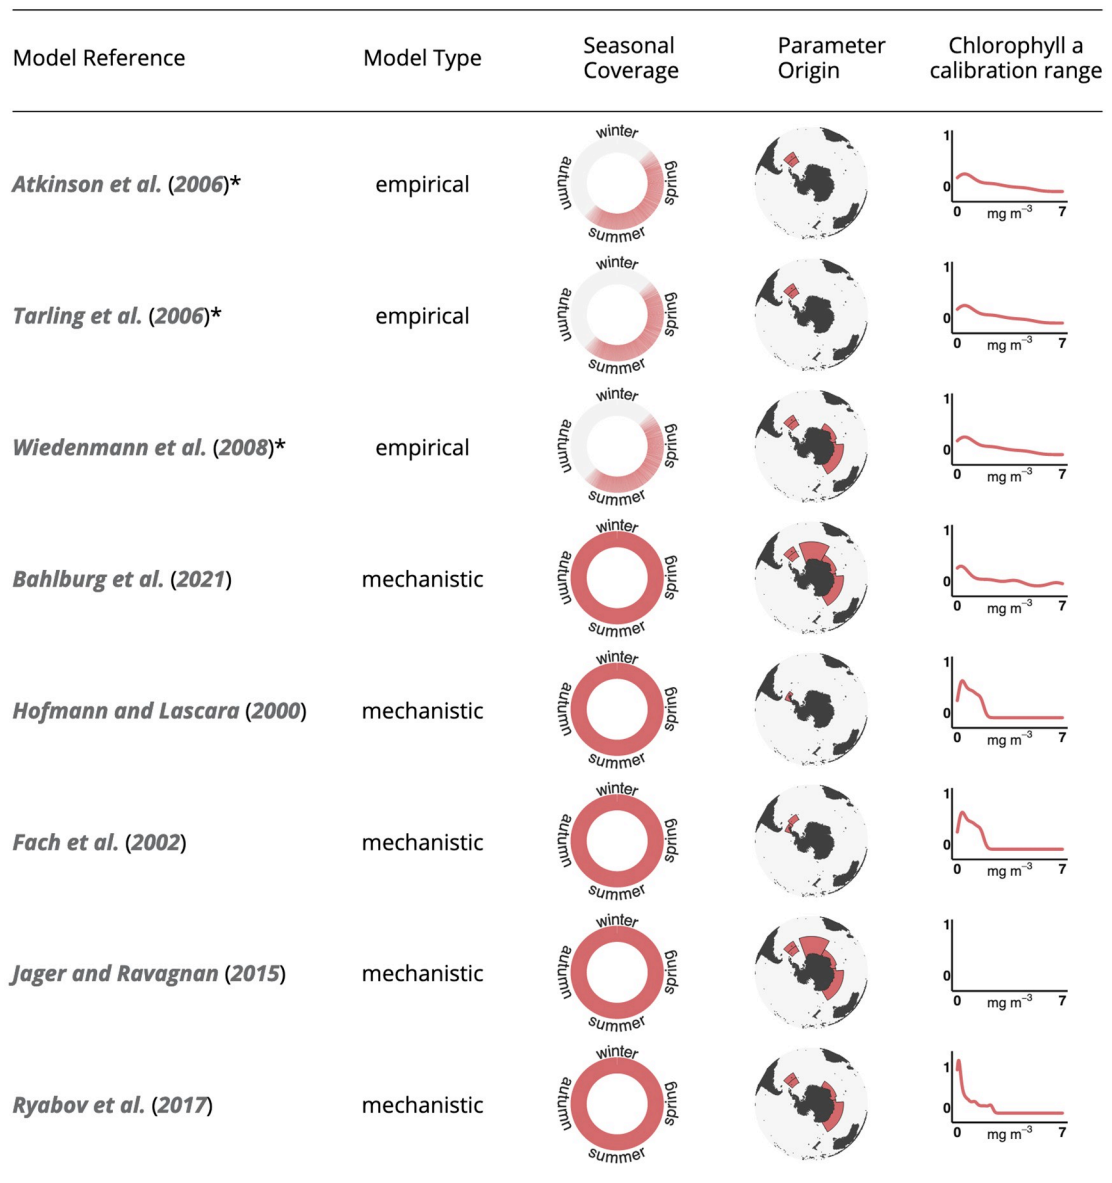 Model Reference
Model Type
Seasonal
Coverage
Parameter
Origin
Chlorophyll a
calibration range
Atkinson et al. (2006)*
empirical
winter
autumn
spring
summer
1
0
0
mg m⁻³
7
Tarling et al. (2006)*
empirical
winter
autumn
spring
summer
1
0
0
mg m⁻³
7
Wiedenmann et al. (2008)*
empirical
winter
autumn
spring
summer
1
0
0
mg m⁻³
7
Bahlburg et al. (2021)
mechanistic
winter
autumn
spring
summer
1
0
0
mg m⁻³
7
Hofmann and Lascara (2000)
mechanistic
winter
autumn
spring
summer
1
0
0
mg m⁻³
7
Fach et al. (2002)
mechanistic
winter
autumn
spring
summer
1
0
0
mg m⁻³
7
Jager and Ravagnan (2015)
mechanistic
winter
autumn
spring
summer
1
0
0
mg m⁻³
7
Ryabov et al. (2017)
mechanistic
winter
autumn
spring
summer
1
0
0
mg m⁻³
7